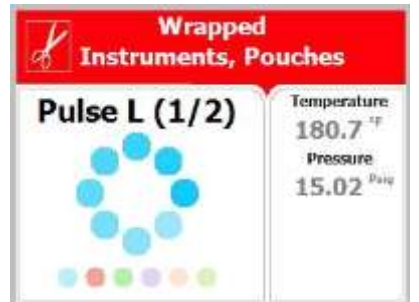 Wrapped
Instruments, Pouches
Pulse L (1/2)
Temperature
180.7 °F
Pressure
15.02 Psig